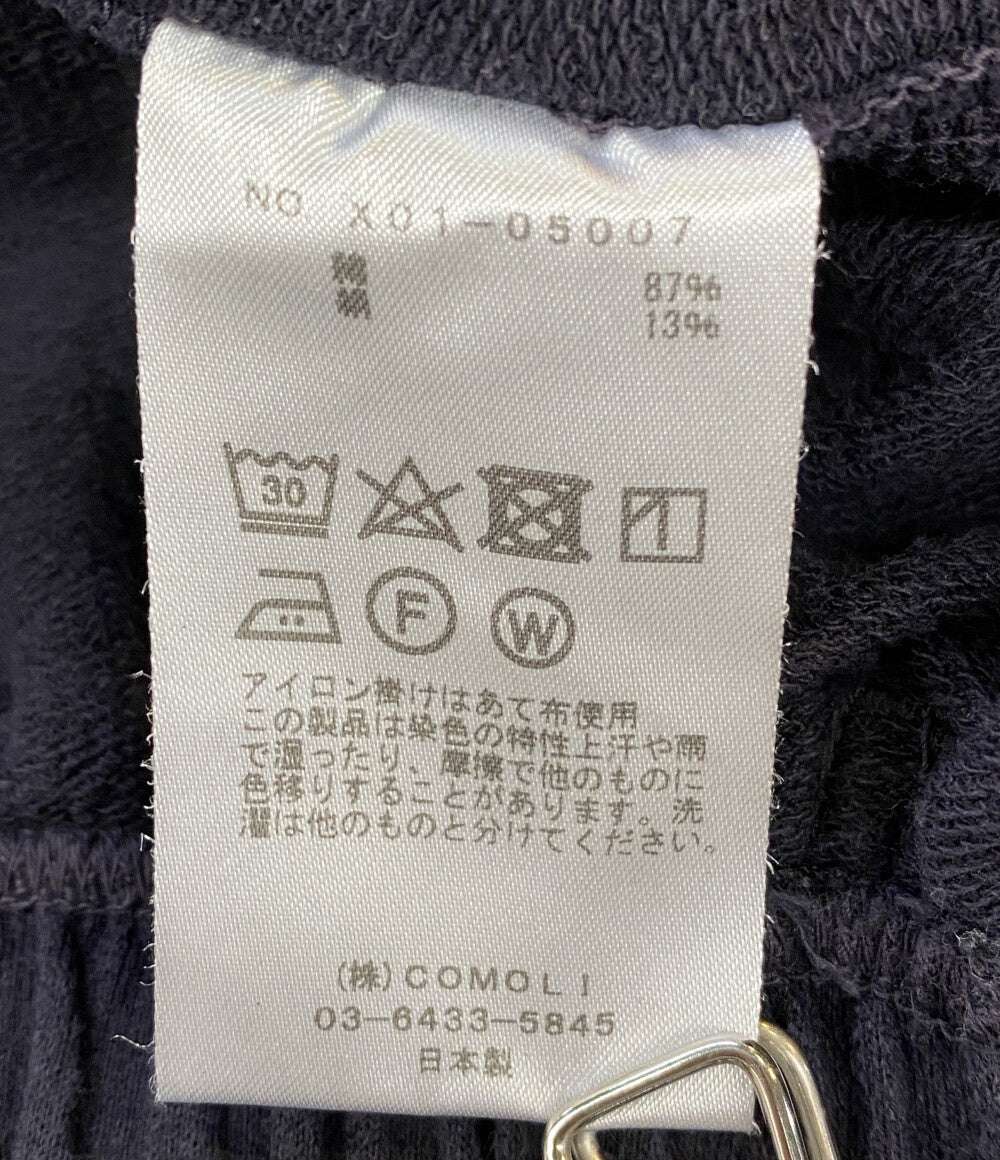 NO X01-05007
綿 87%
絹 13%
30
F W
アイロン掛けはあて布使用
この製品は染色の特性上汗や雨
で湿ったり、摩擦で他のものに
色移りすることがあります。洗
濯は他のものと分けてください。
(株)COMOLI
03-6433-5845
日本製